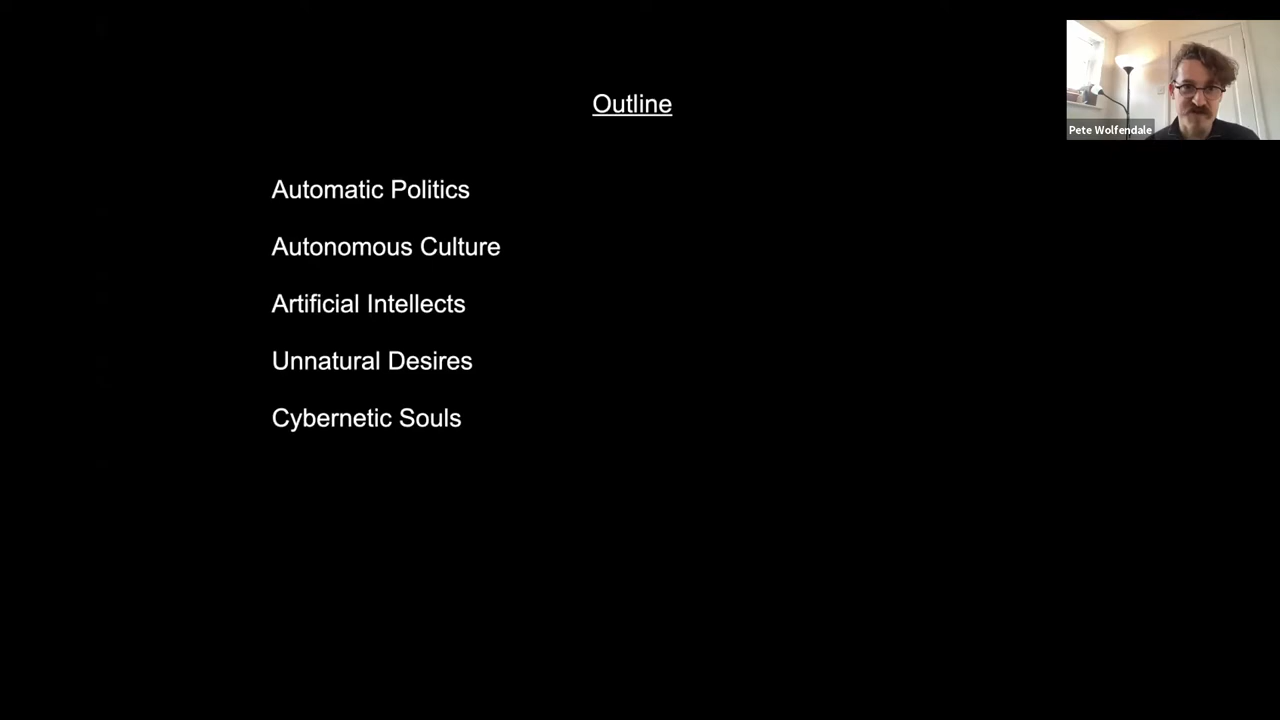 Outline
Pete Wolfendale
Automatic Politics
Autonomous Culture
Artificial Intellects
Unnatural Desires
Cybernetic Souls